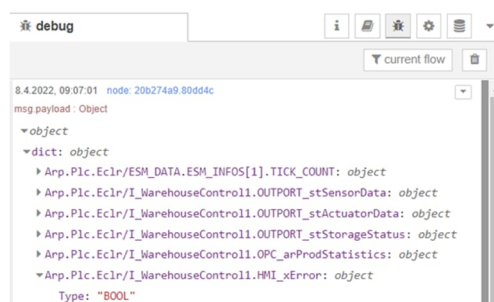 debug
i
current flow
8.4.2022, 09:07:01 node: 20b274a9.80dd4c
msg.payload : Object
object
dict: object
Arp.Plc.Eclr/ESM_DATA.ESM_INFOS[1].TICK_COUNT: object
Arp.Plc.Eclr/I_WarehouseControl1.OUTPORT_stSensorData: object
Arp.Plc.Eclr/I_WarehouseControl1.OUTPORT_stActuatorData: object
Arp.Plc.Eclr/I_WarehouseControl1.OUTPORT_stStorageStatus: object
Arp.Plc.Eclr/I_WarehouseControl1.OPC_arProdStatistics: object
Arp.Plc.Eclr/I_WarehouseControl1.HMI_xError: object
Type: "BOOL"